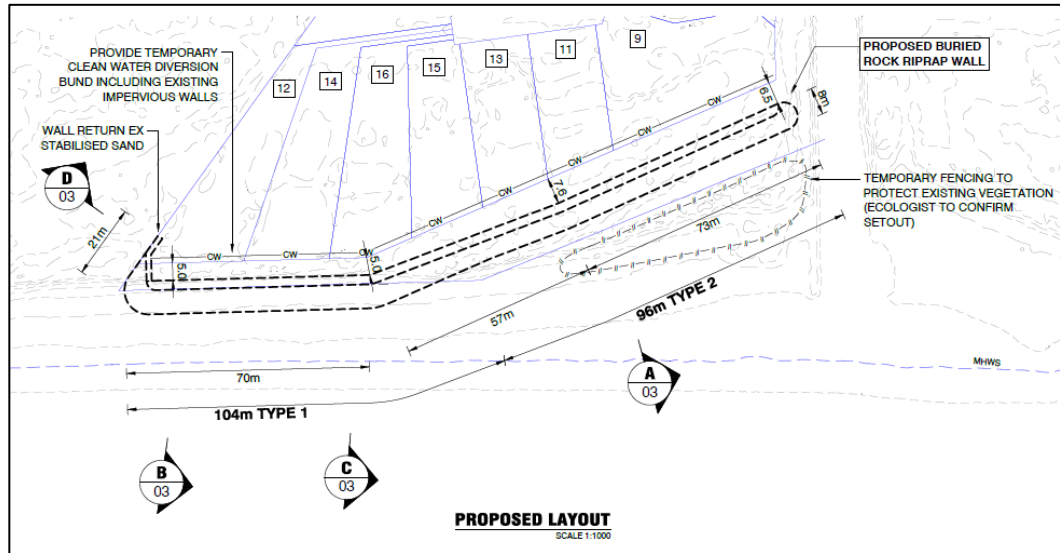 PROVIDE TEMPORARY
CLEAN WATER DIVERSION
BUND INCLUDING EXISTING
IMPERVIOUS WALLS
WALL RETURN EX
STABILISED SAND
D
03
21m
12
14
16
15
13
11
9
PROPOSED BURIED
ROCK RIPRAP WALL
6.5
8m
CW
CW
CW
CW
CW
CW
7.6
TEMPORARY FENCING TO
PROTECT EXISTING VEGETATION
(ECOLOGIST TO CONFIRM
SETOUT)
5.0
5.0
73m
57m
96m TYPE 2
MHWS
70m
104m TYPE 1
A
03
B
03
C
03
PROPOSED LAYOUT
SCALE 1:1000